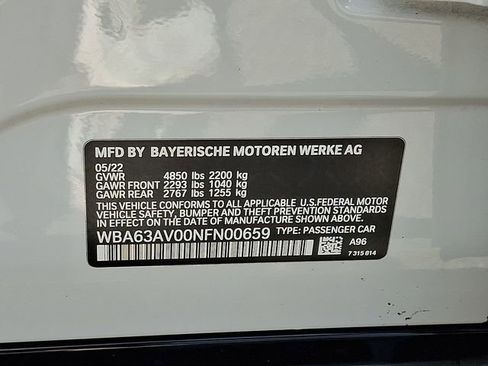 MFD BY BAYERISCHE MOTOREN WERKE AG
05/22
GVWR 4850 lbs 2200 kg
GAWR FRONT 2293 lbs 1040 kg
GAWR REAR 2767 lbs 1255 kg
THIS VEHICLE CONFORMS TO ALL APPLICABLE U.S.FEDERAL MOTOR
VEHICLE SAFETY, BUMPER AND THEFT PREVENTION STANDARDS
IN EFFECT ON THE DATE OF MANUFACTURE SHOWN ABOVE.
WBA63AV00NFN00659 TYPE: PASSENGER CAR
A96
7 315 814